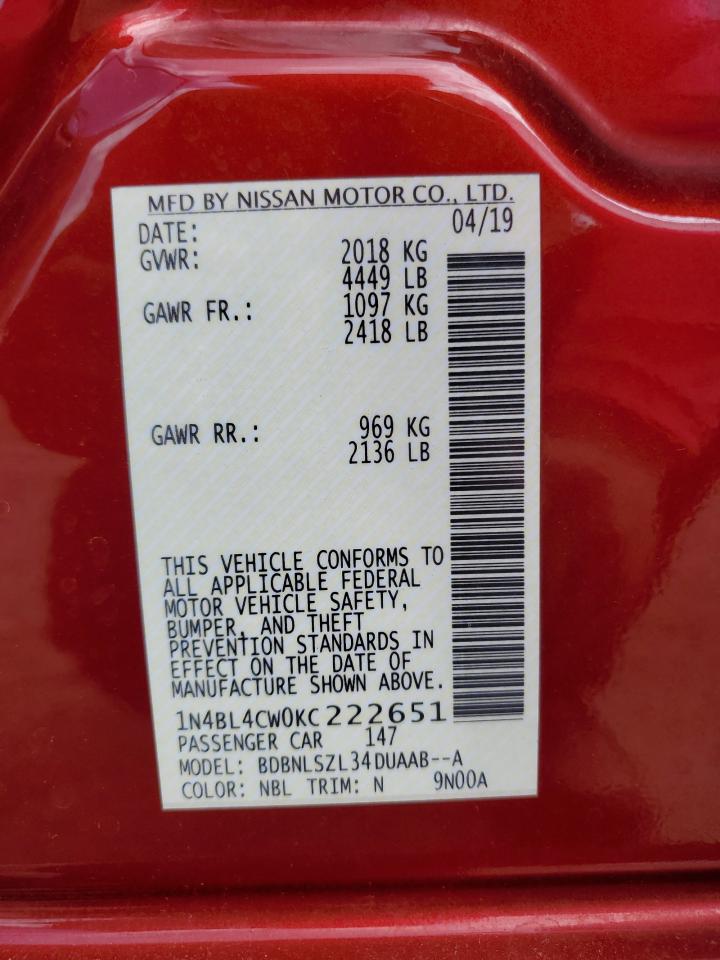 MFD BY NISSAN MOTOR CO., LTD.
DATE: 04/19
GVWR: 2018 KG
4449 LB
GAWR FR.: 1097 KG
2418 LB
GAWR RR.: 969 KG
2136 LB
THIS VEHICLE CONFORMS TO
ALL APPLICABLE FEDERAL
MOTOR VEHICLE SAFETY,
BUMPER, AND THEFT
PREVENTION STANDARDS IN
EFFECT ON THE DATE OF
MANUFACTURE SHOWN ABOVE.
1N4BL4CW0KC222651
PASSENGER CAR 147
MODEL: BDBNLSZL34DUAAB--A
COLOR: NBL TRIM: N 9N00A